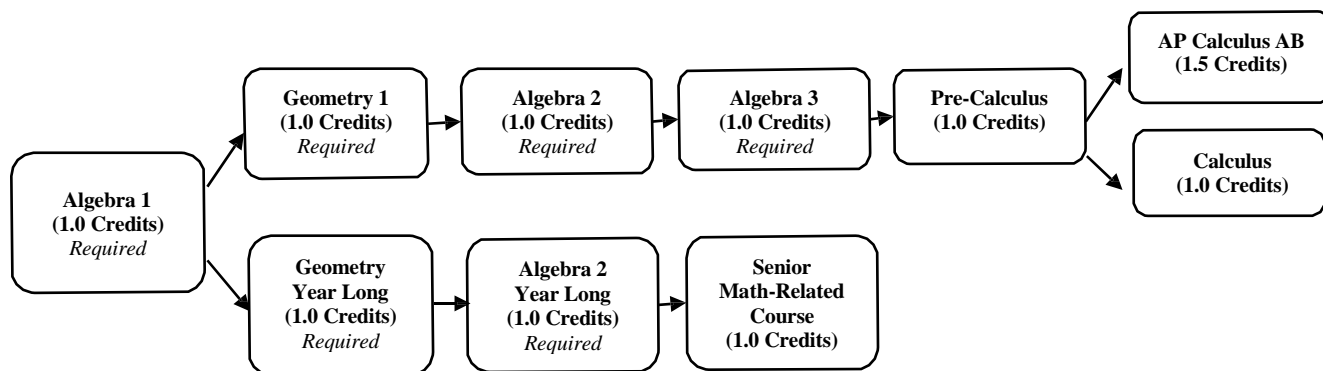 AP Calculus AB
(1.5 Credits)
Geometry 1
(1.0 Credits)
Required
Algebra 2
(1.0 Credits)
Required
Algebra 3
(1.0 Credits)
Required
Pre-Calculus
(1.0 Credits)
Calculus
(1.0 Credits)
Algebra 1
(1.0 Credits)
Required
Geometry
Year Long
(1.0 Credits)
Required
Algebra 2
Year Long
(1.0 Credits)
Required
Senior
Math-Related
Course
(1.0 Credits)